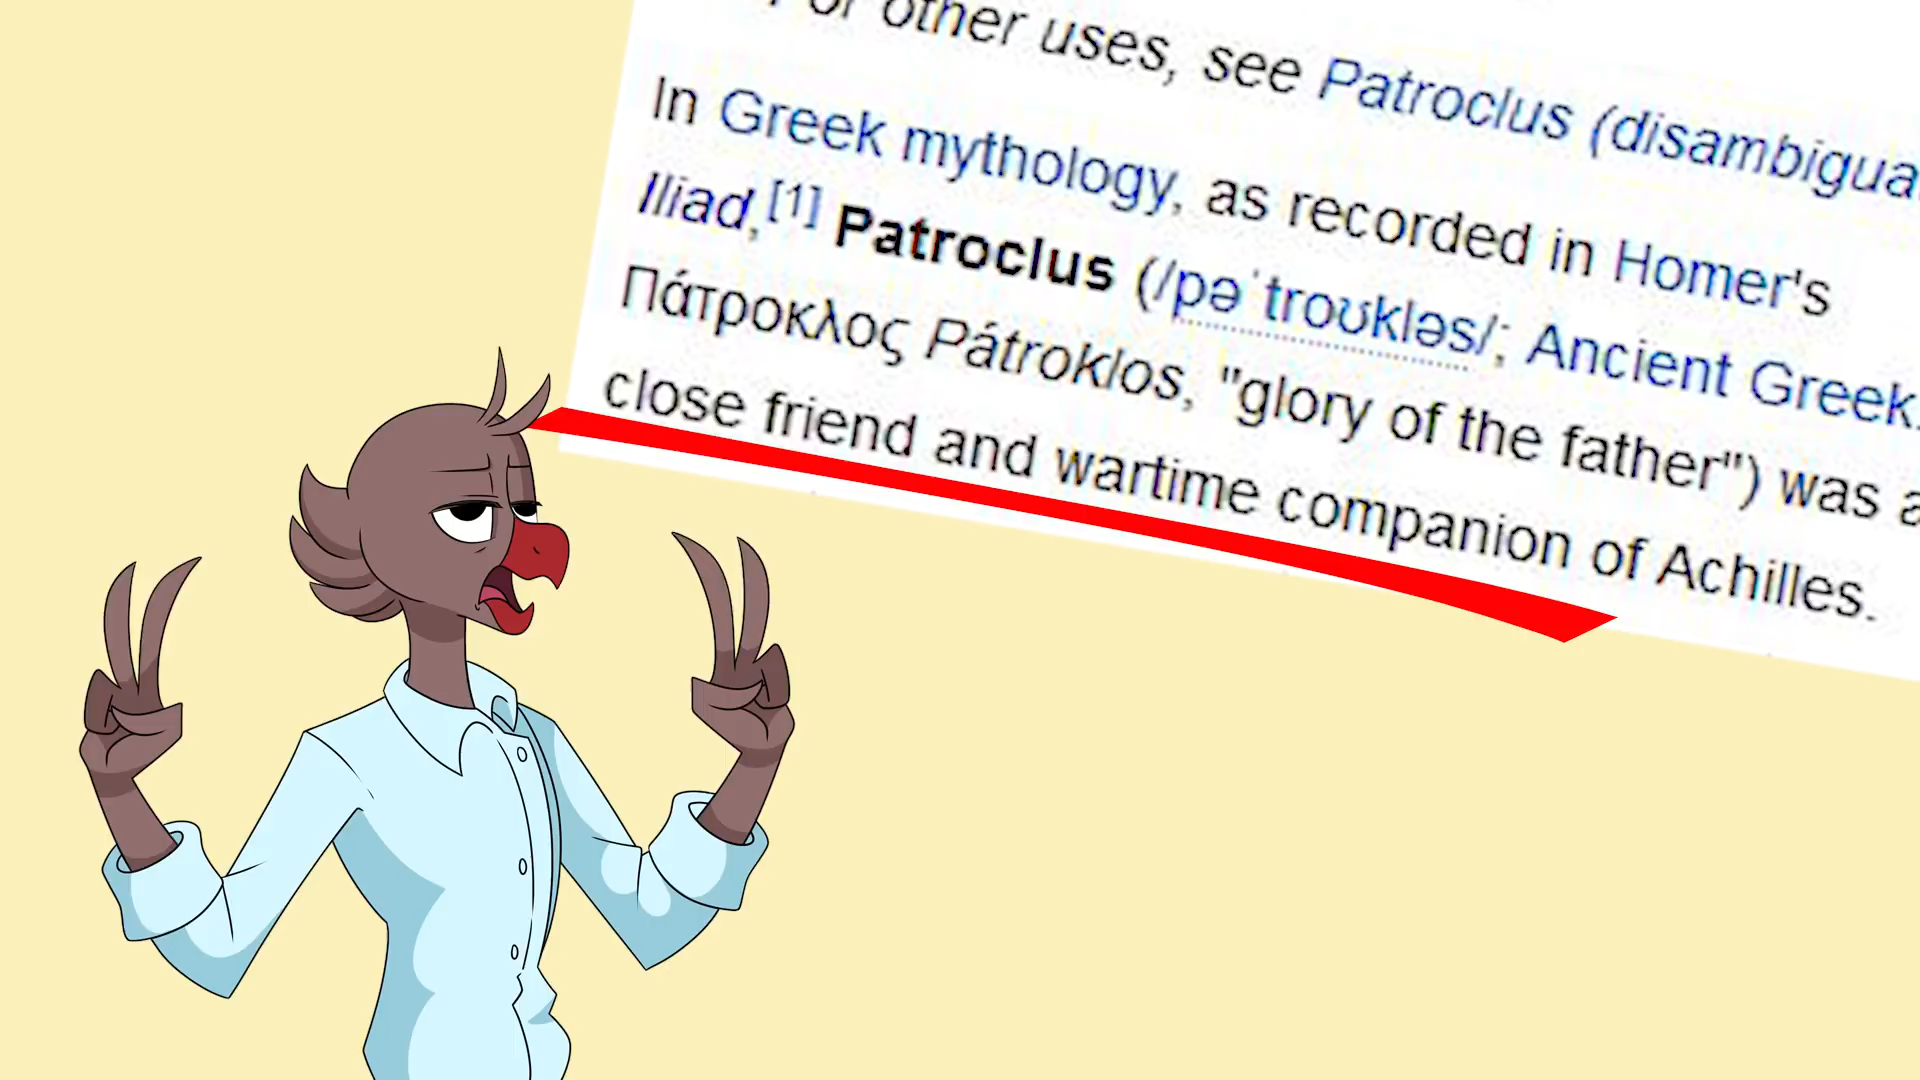 For other uses, see Patroclus (disambigua
In Greek mythology, as recorded in Homer's
Iliad,[1] Patroclus (/pəˈtroʊkləs/; Ancient Greek:
Πάτροκλος Pátroklos, "glory of the father") was a
close friend and wartime companion of Achilles.